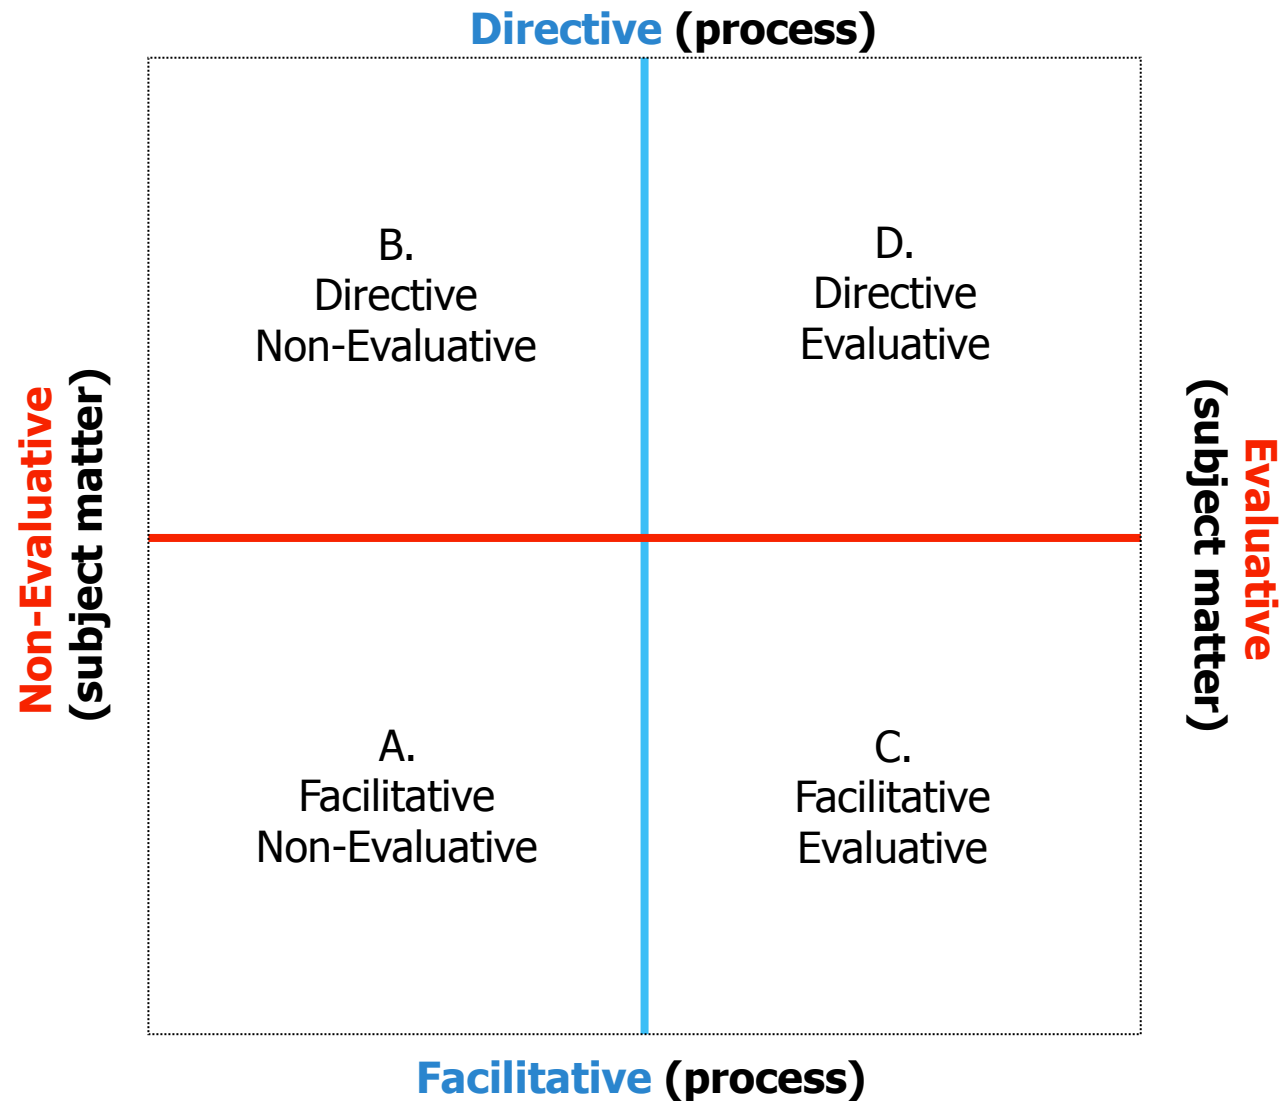 Directive (process)
B.
Directive
Non-Evaluative
D.
Directive
Evaluative
Non-Evaluative
(subject matter)
Evaluative
(subject matter)
A.
Facilitative
Non-Evaluative
C.
Facilitative
Evaluative
Facilitative (process)